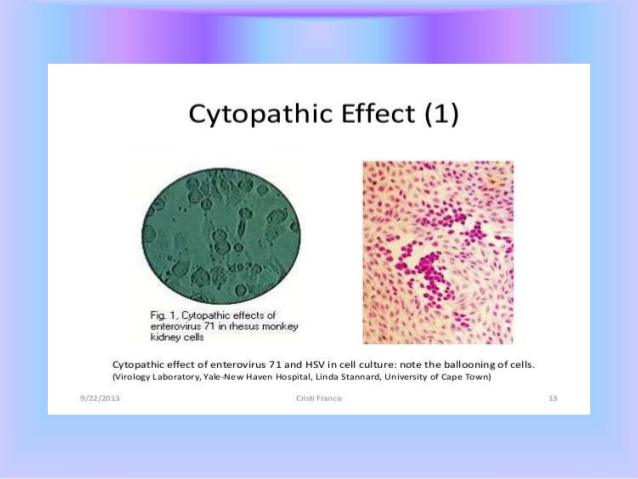 Cytopathic Effect (1)
Fig. 1. Cytopathic effects of
enterovirus 71 in rhesus monkey
kidney cells
Cytopathic effect of enterovirus 71 and HSV in cell culture: note the ballooning of cells.
(Virology Laboratory, Yale-New Haven Hospital, Linda Stannard, University of Cape Town)
9/22/2013 Cristi Francis 13